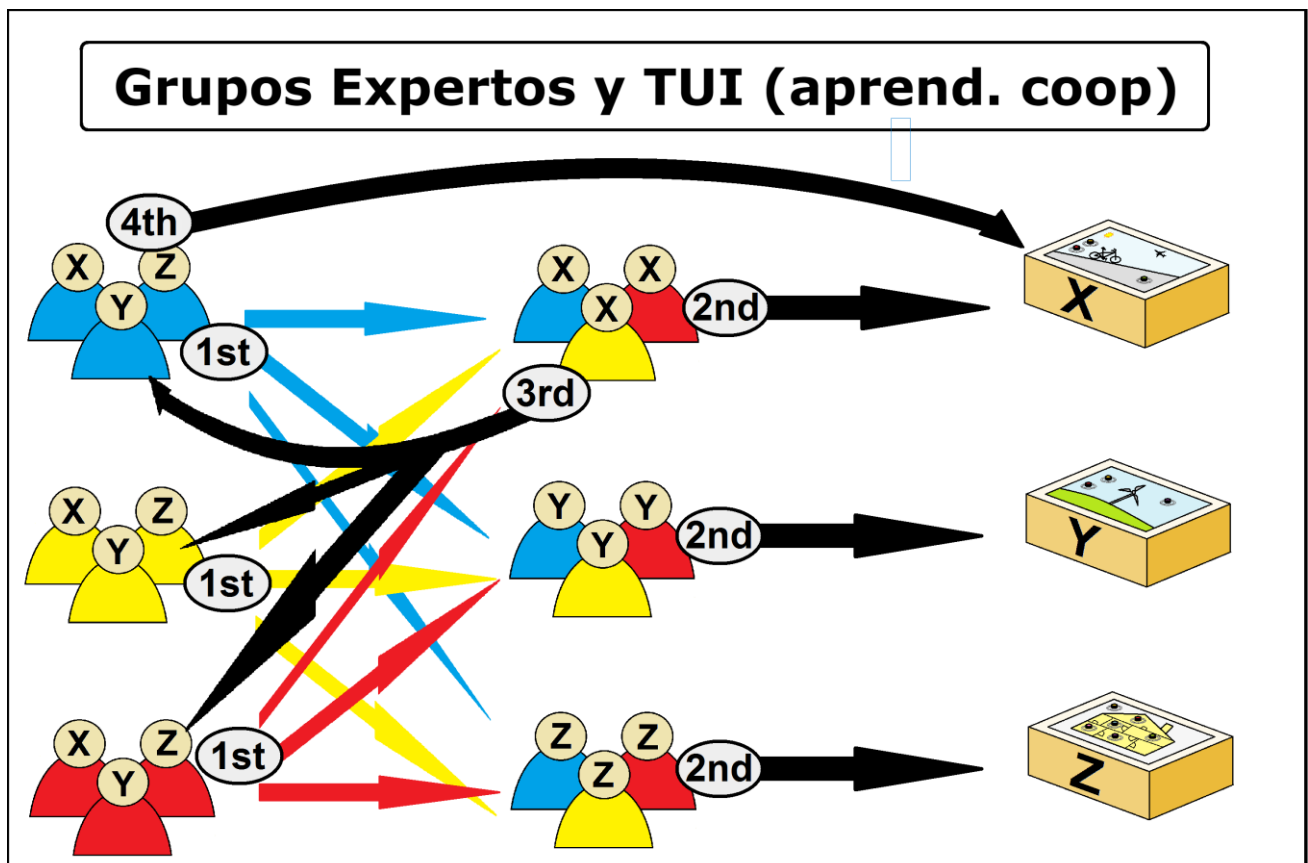 Grupos Expertos y TUI (aprend. coop)
4th
X Z
Y
1st
X X
X
2nd
X
3rd
X Z
Y
1st
Y Y
Y
2nd
Y
X Z
Y
1st
Z Z
Z
2nd
Z